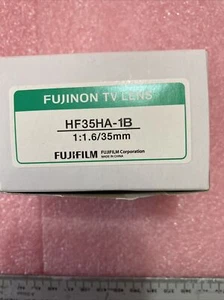 FUJINON TV LENS
HF35HA-1B
1:1.6/35mm
FUJIFILM FUJIFILM Corporation
MADE IN CHINA